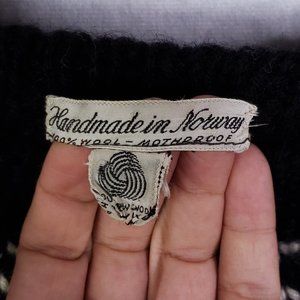 Handmade in Norway
100% WOOL - MOTHPROOF